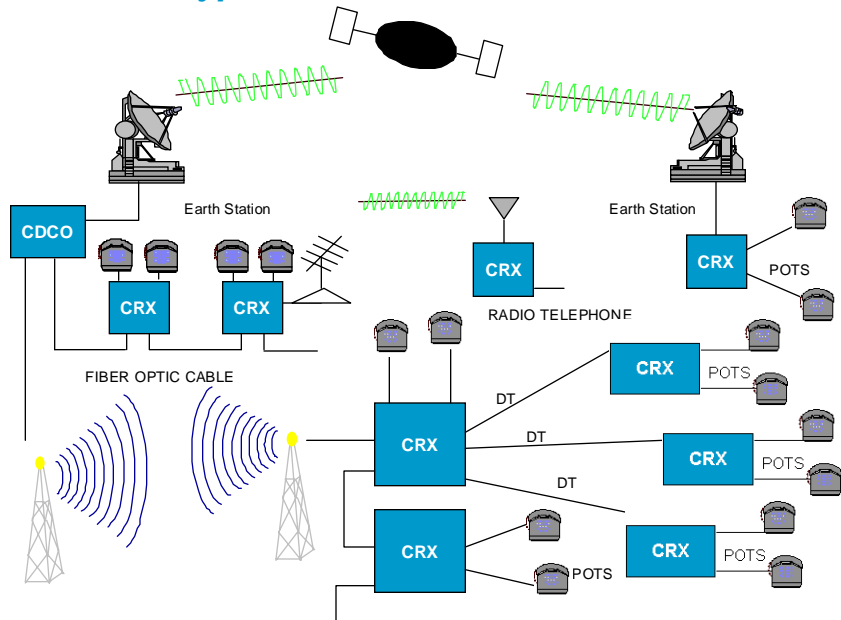 Earth Station
Earth Station
CDCO
CRX
CRX
POTS
CRX
CRX
RADIO TELEPHONE
FIBER OPTIC CABLE
CRX
POTS
DT
CRX
DT
CRX
POTS
DT
CRX
CRX
POTS
POTS